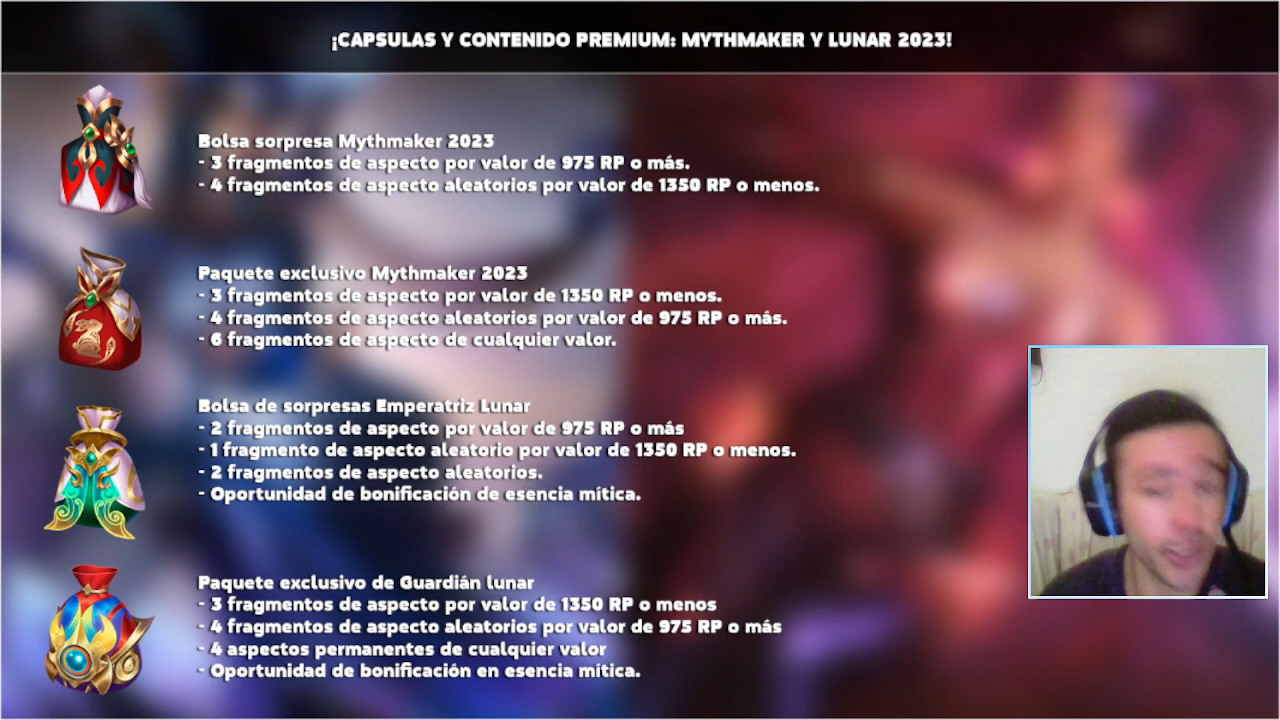 ¡CAPSULAS Y CONTENIDO PREMIUM: MYTHMAKER Y LUNAR 2023!
Bolsa sorpresa Mythmaker 2023
- 3 fragmentos de aspecto por valor de 975 RP o más.
- 4 fragmentos de aspecto aleatorios por valor de 1350 RP o menos.
Paquete exclusivo Mythmaker 2023
- 3 fragmentos de aspecto por valor de 1350 RP o menos.
- 4 fragmentos de aspecto aleatorios por valor de 975 RP o más.
- 6 fragmentos de aspecto de cualquier valor.
Bolsa de sorpresas Emperatriz Lunar
- 2 fragmentos de aspecto por valor de 975 RP o más
- 1 fragmento de aspecto aleatorio por valor de 1350 RP o menos.
- 2 fragmentos de aspecto aleatorios.
- Oportunidad de bonificación de esencia mítica.
Paquete exclusivo de Guardián lunar
- 3 fragmentos de aspecto por valor de 1350 RP o menos
- 4 fragmentos de aspecto aleatorios por valor de 975 RP o más
- 4 aspectos permanentes de cualquier valor
- Oportunidad de bonificación en esencia mítica.